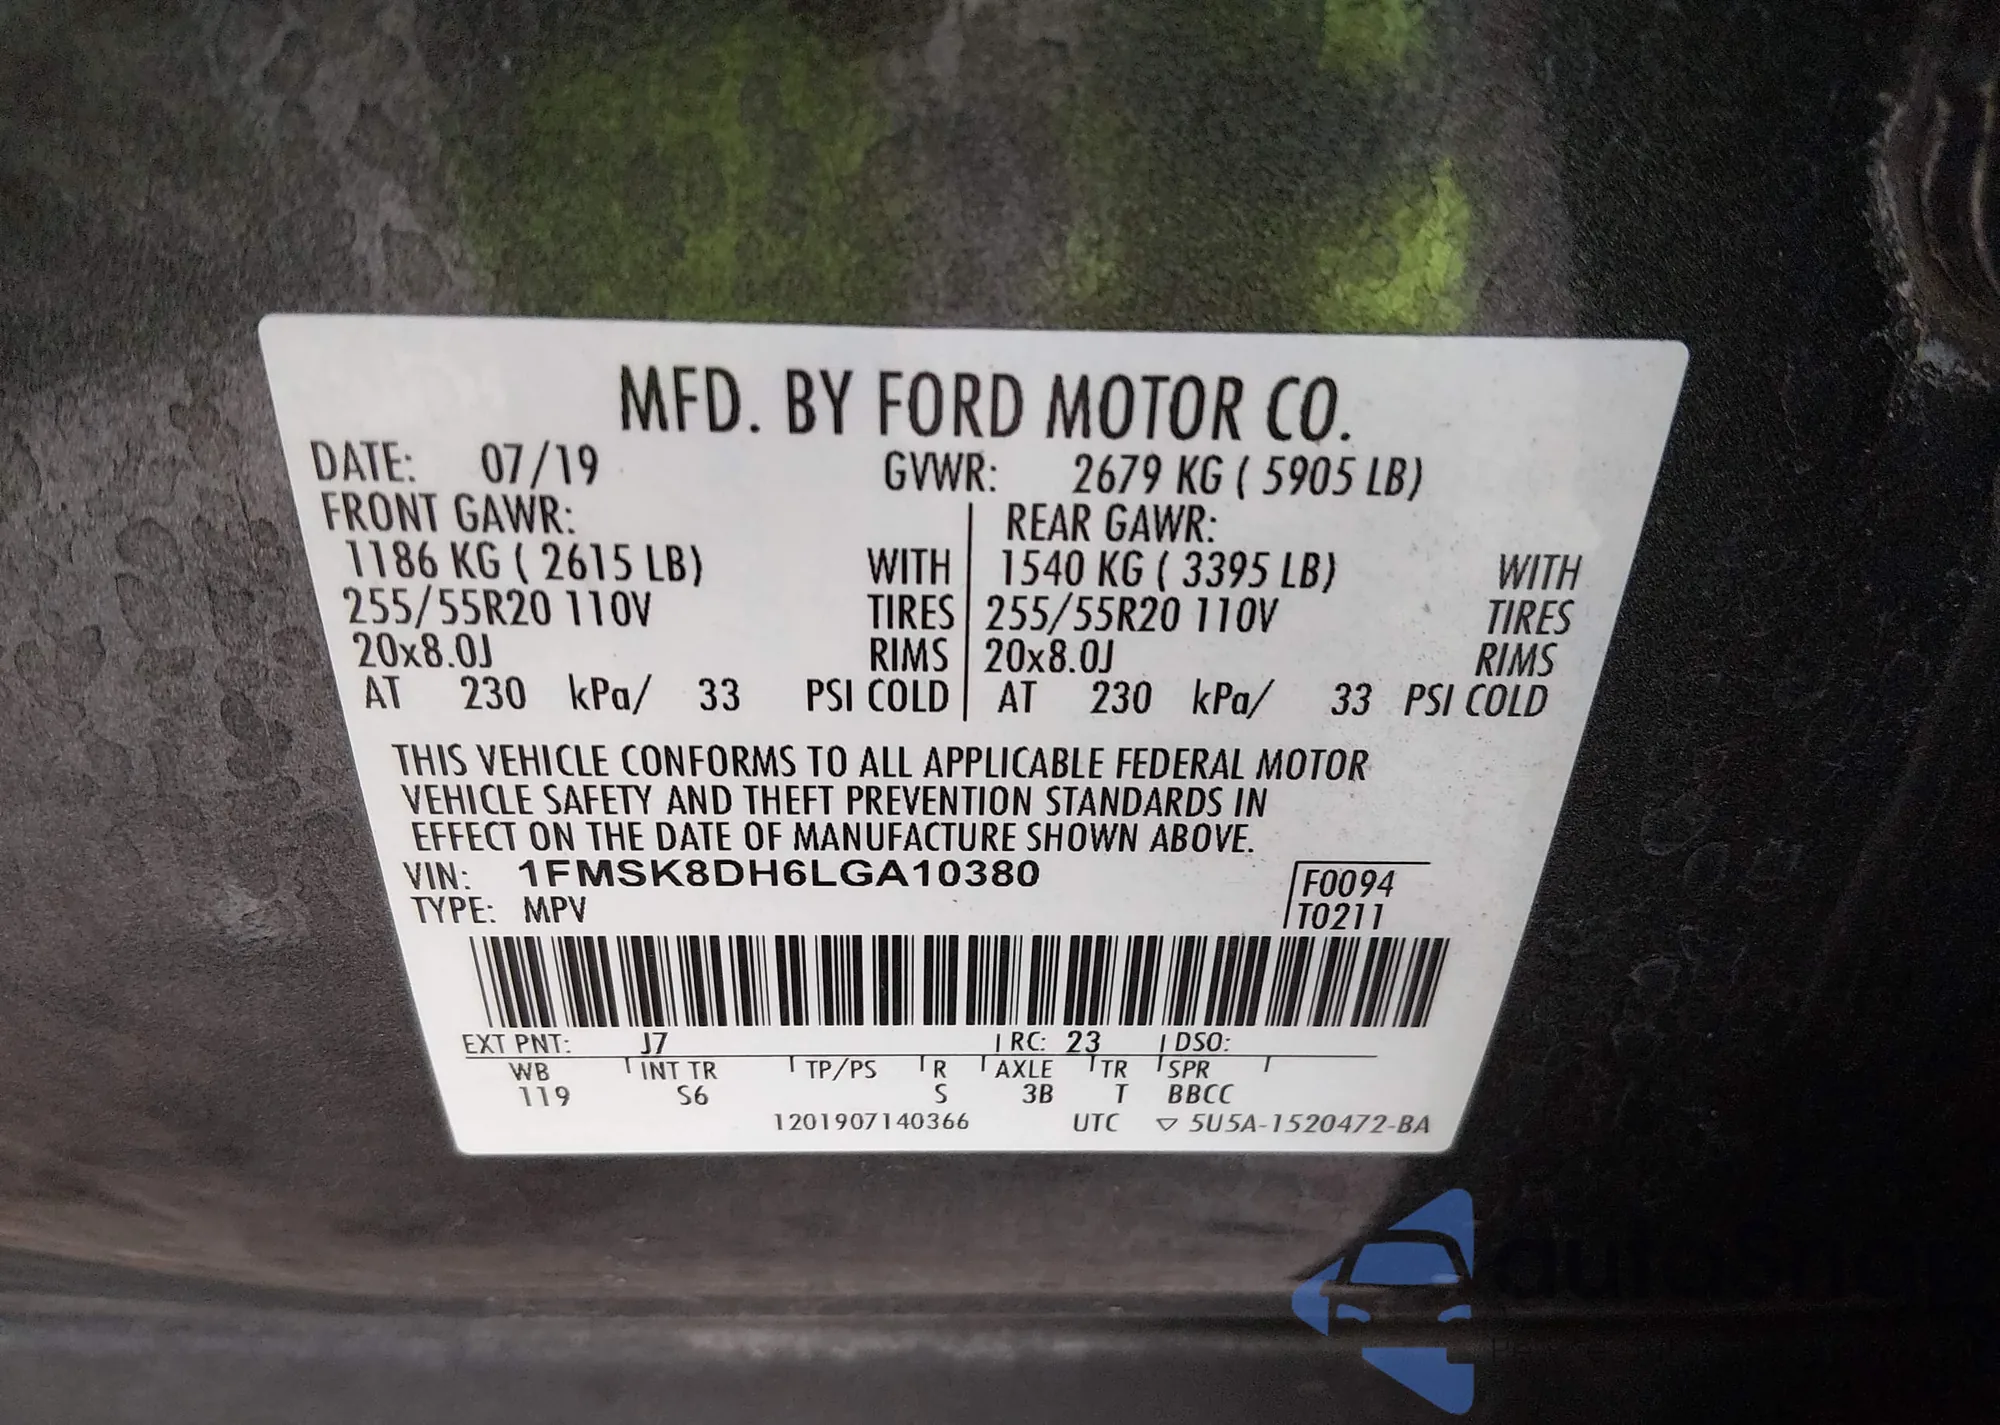 MFD. BY FORD MOTOR CO.
DATE: 07/19 GVWR: 2679 KG ( 5905 LB)
FRONT GAWR: REAR GAWR:
1186 KG ( 2615 LB) WITH 1540 KG ( 3395 LB) WITH
255/55R20 110V TIRES 255/55R20 110V TIRES
20x8.0J RIMS 20x8.0J RIMS
AT 230 kPa/ 33 PSI COLD AT 230 kPa/ 33 PSI COLD
THIS VEHICLE CONFORMS TO ALL APPLICABLE FEDERAL MOTOR
VEHICLE SAFETY AND THEFT PREVENTION STANDARDS IN
EFFECT ON THE DATE OF MANUFACTURE SHOWN ABOVE.
VIN: 1FMSK8DH6LGA10380 F0094
TYPE: MPV T0211
EXT PNT: J7 RC: 23 DSO:
WB INT TR TP/PS R AXLE TR SPR
119 S6 S 3B T BBCC
1201907140366 UTC ▽ 5U5A-1520472-BA